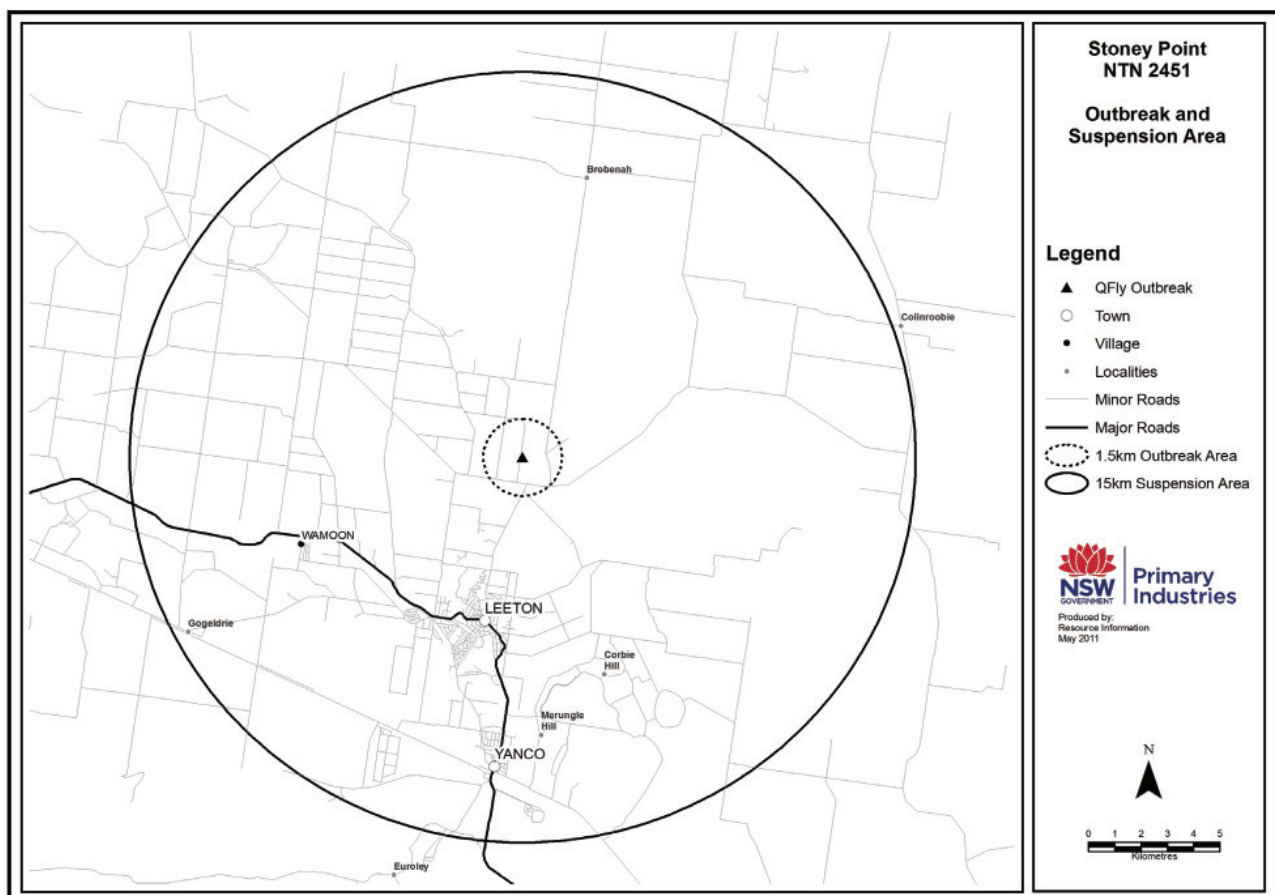 Stoney Point
NTN 2451
Outbreak and
Suspension Area
Brobenah
Colinroobie
WAMOON
LEETON
Gogeldrie
Corbie
Hill
Merungle
Hill
YANCO
Euroley
Legend
QFly Outbreak
Town
Village
Localities
Minor Roads
Major Roads
1.5km Outbreak Area
15km Suspension Area
NSW
GOVERNMENT
Primary
Industries
Produced by:
Resource Information
May 2011
N
0 1 2 3 4 5
Kilometres